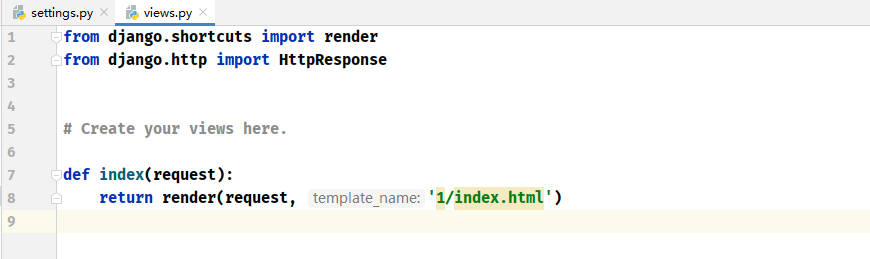 settings.py views.py
1 from django.shortcuts import render
2 from django.http import HttpResponse
3
4
5 # Create your views here.
6
7 def index(request):
8 return render(request, template_name: '1/index.html')
9